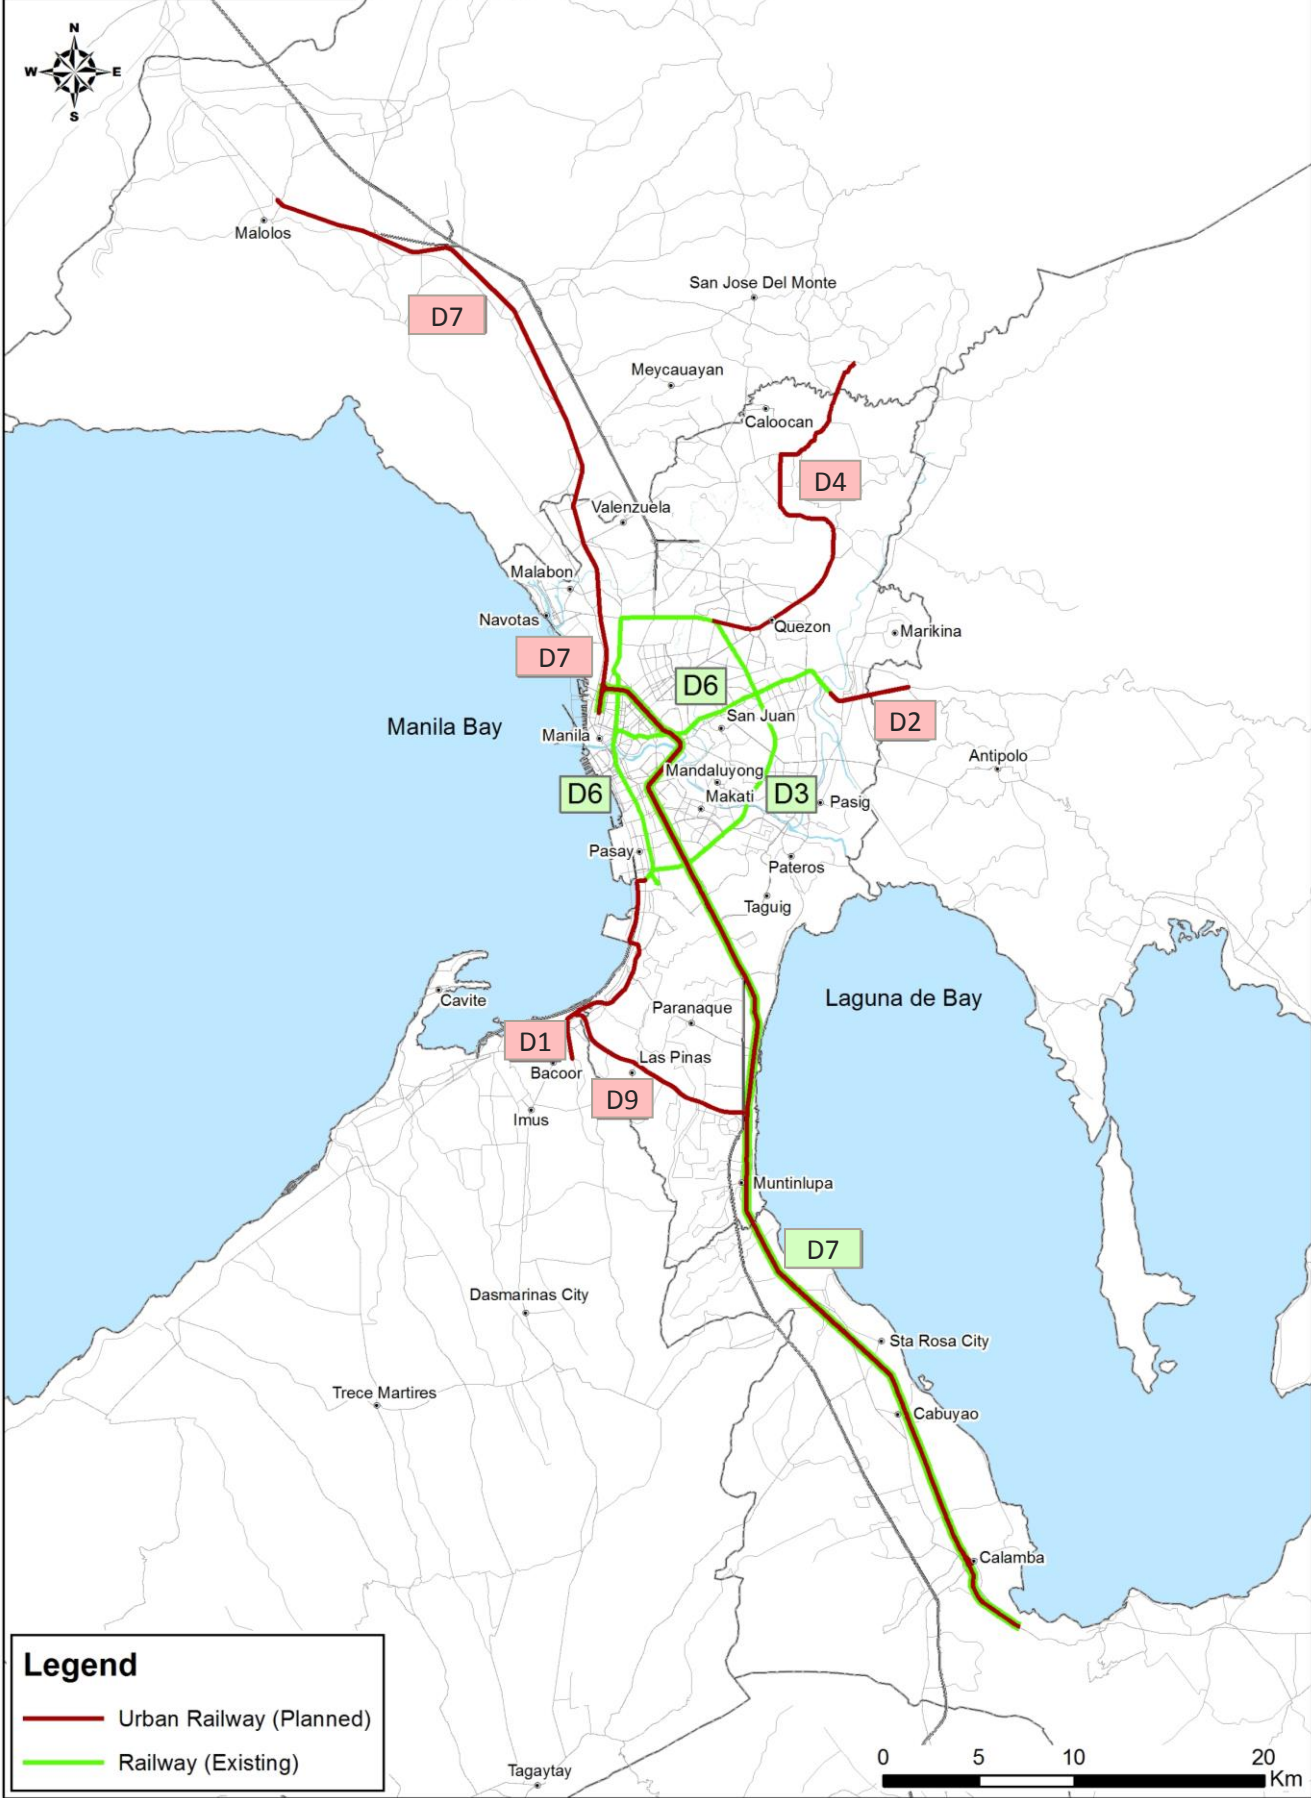 N
W E
S
Malolos
San Jose Del Monte
D7
Meycauayan
Caloocan
D4
Valenzuela
Malabon
Navotas
Quezon
Marikina
D7
D6
San Juan
D2
Manila Bay
Manila
Antipolo
Mandaluyong
D6
Makati
D3
Pasig
Pasay
Pateros
Taguig
Cavite
Laguna de Bay
Paranaque
D1
Las Pinas
Bacoor
D9
Imus
Muntinlupa
D7
Dasmarinas City
Sta Rosa City
Trece Martires
Cabuyao
Calamba
Legend
Urban Railway (Planned)
Railway (Existing)
Tagaytay
0 5 10 20
Km